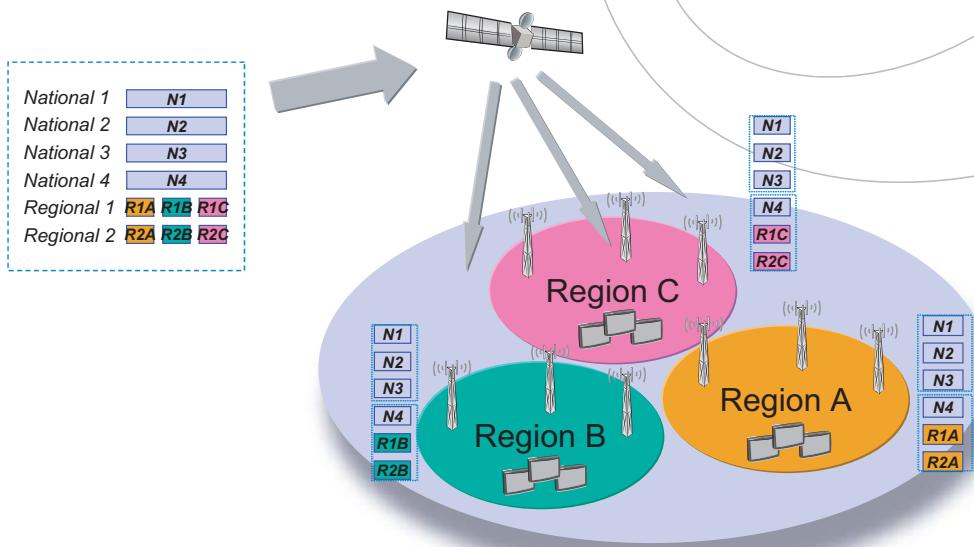 National 1 N1
National 2 N2
National 3 N3
National 4 N4
Regional 1 R1A R1B R1C
Regional 2 R2A R2B R2C
N1
N2
N3
N4
R1C
R2C
Region C
N1
N2
N3
N4
R1B
R2B
Region B
Region A
N1
N2
N3
N4
R1A
R2A